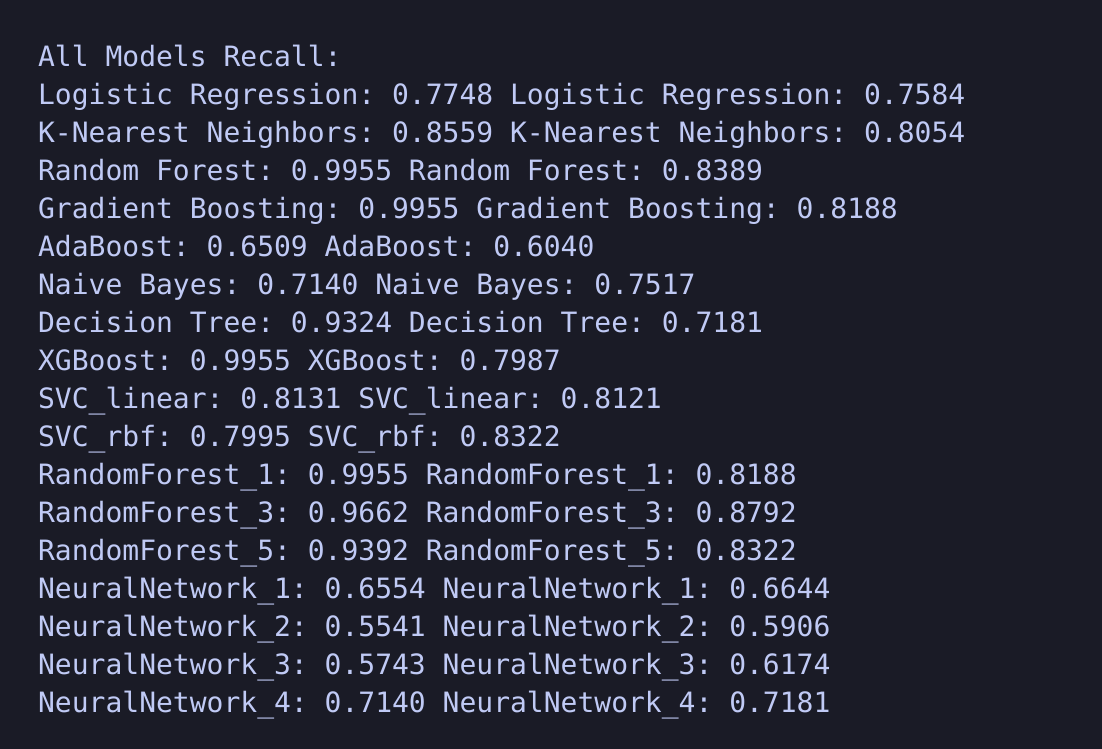 All Models Recall:
Logistic Regression: 0.7748 Logistic Regression: 0.7584
K-Nearest Neighbors: 0.8559 K-Nearest Neighbors: 0.8054
Random Forest: 0.9955 Random Forest: 0.8389
Gradient Boosting: 0.9955 Gradient Boosting: 0.8188
AdaBoost: 0.6509 AdaBoost: 0.6040
Naive Bayes: 0.7140 Naive Bayes: 0.7517
Decision Tree: 0.9324 Decision Tree: 0.7181
XGBoost: 0.9955 XGBoost: 0.7987
SVC_linear: 0.8131 SVC_linear: 0.8121
SVC_rbf: 0.7995 SVC_rbf: 0.8322
RandomForest_1: 0.9955 RandomForest_1: 0.8188
RandomForest_3: 0.9662 RandomForest_3: 0.8792
RandomForest_5: 0.9392 RandomForest_5: 0.8322
NeuralNetwork_1: 0.6554 NeuralNetwork_1: 0.6644
NeuralNetwork_2: 0.5541 NeuralNetwork_2: 0.5906
NeuralNetwork_3: 0.5743 NeuralNetwork_3: 0.6174
NeuralNetwork_4: 0.7140 NeuralNetwork_4: 0.7181